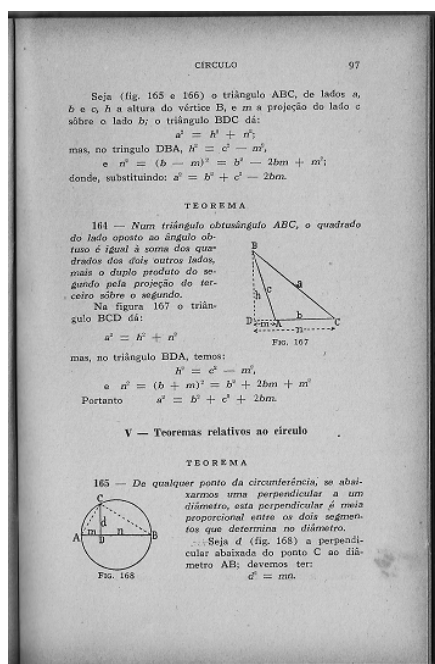 CÍRCULO 97
Seja (fig. 165 e 166) o triângulo ABC, de lados a,
b e c, h a altura do vértice B, e m a projeção do lado c
sôbre o lado b; o triângulo BDC dá:
a² = h² + n²;
mas, no tringulo DBA, h² = c² — m²,
e n² = (b — m)² = b² — 2bm + m²;
donde, substituindo: a² = b² + c² — 2bm.
TEOREMA
164 — Num triângulo obtusângulo ABC, o quadrado
do lado oposto ao ângulo ob-
tuso é igual à soma dos qua-
drados dos dois outros lados,
mais o duplo produto do se-
gundo pela projeção do ter-
ceiro sôbre o segundo.
Na figura 167 o triân-
gulo BCD dá:
a² = h² + n²
B
h c a
D m A b C
n
FIG. 167
mas, no triângulo BDA, temos:
h² = c² — m²,
e n² = (b + m)² = b² + 2bm + m²
Portanto a² = b² + c² + 2bm.
V — Teoremas relativos ao círculo
TEOREMA
165 — De qualquer ponto da circunferência, se abai-
xarmos uma perpendicular a um
diâmetro, esta perpendicular é meia
proporcional entre os dois segmen-
tos que determina no diâmetro.
Seja d (fig. 168) a perpendi-
cular abaixada do ponto C ao diâ-
metro AB; devemos ter:
d² = mn.
C
d
A m n B
D
FIG. 168